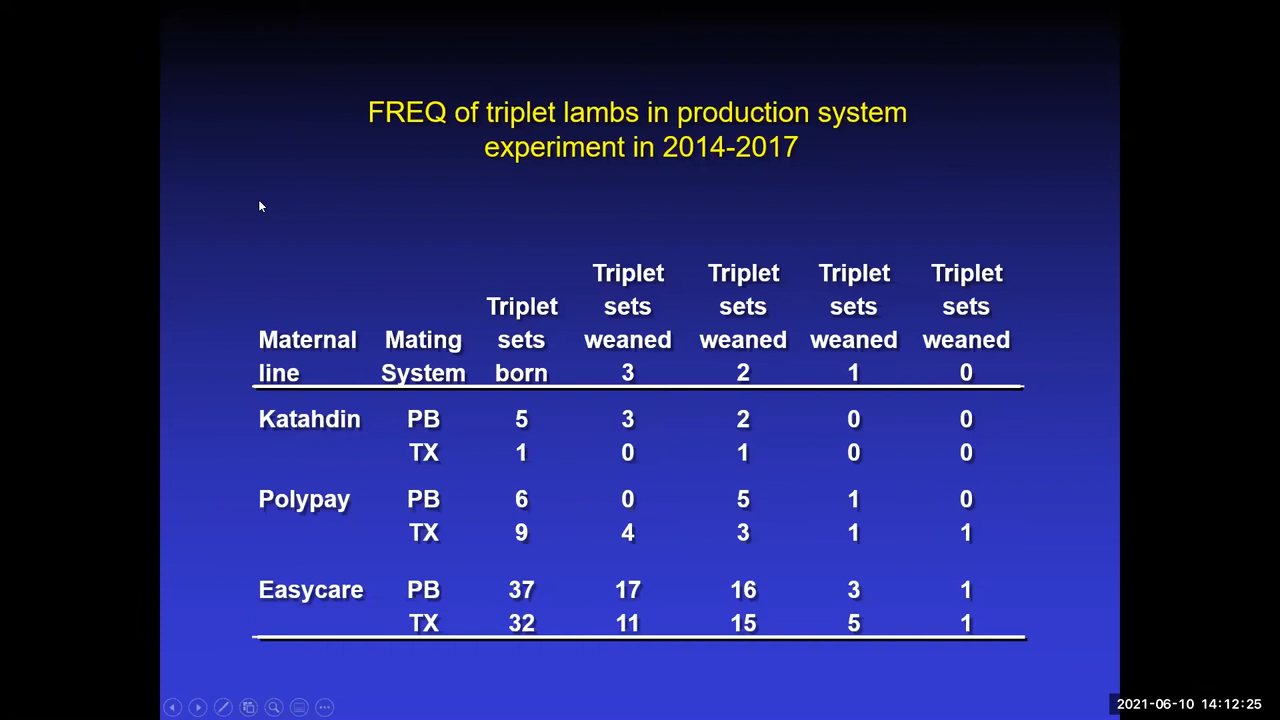 FREQ of triplet lambs in production system
experiment in 2014-2017
Triplet Triplet Triplet Triplet
Triplet sets sets sets sets
Maternal Mating sets weaned weaned weaned weaned
line System born 3 2 1 0
Katahdin PB 5 3 2 0 0
TX 1 0 1 0 0
Polypay PB 6 0 5 1 0
TX 9 4 3 1 1
Easycare PB 37 17 16 3 1
TX 32 11 15 5 1
2021-06-10 14:12:25